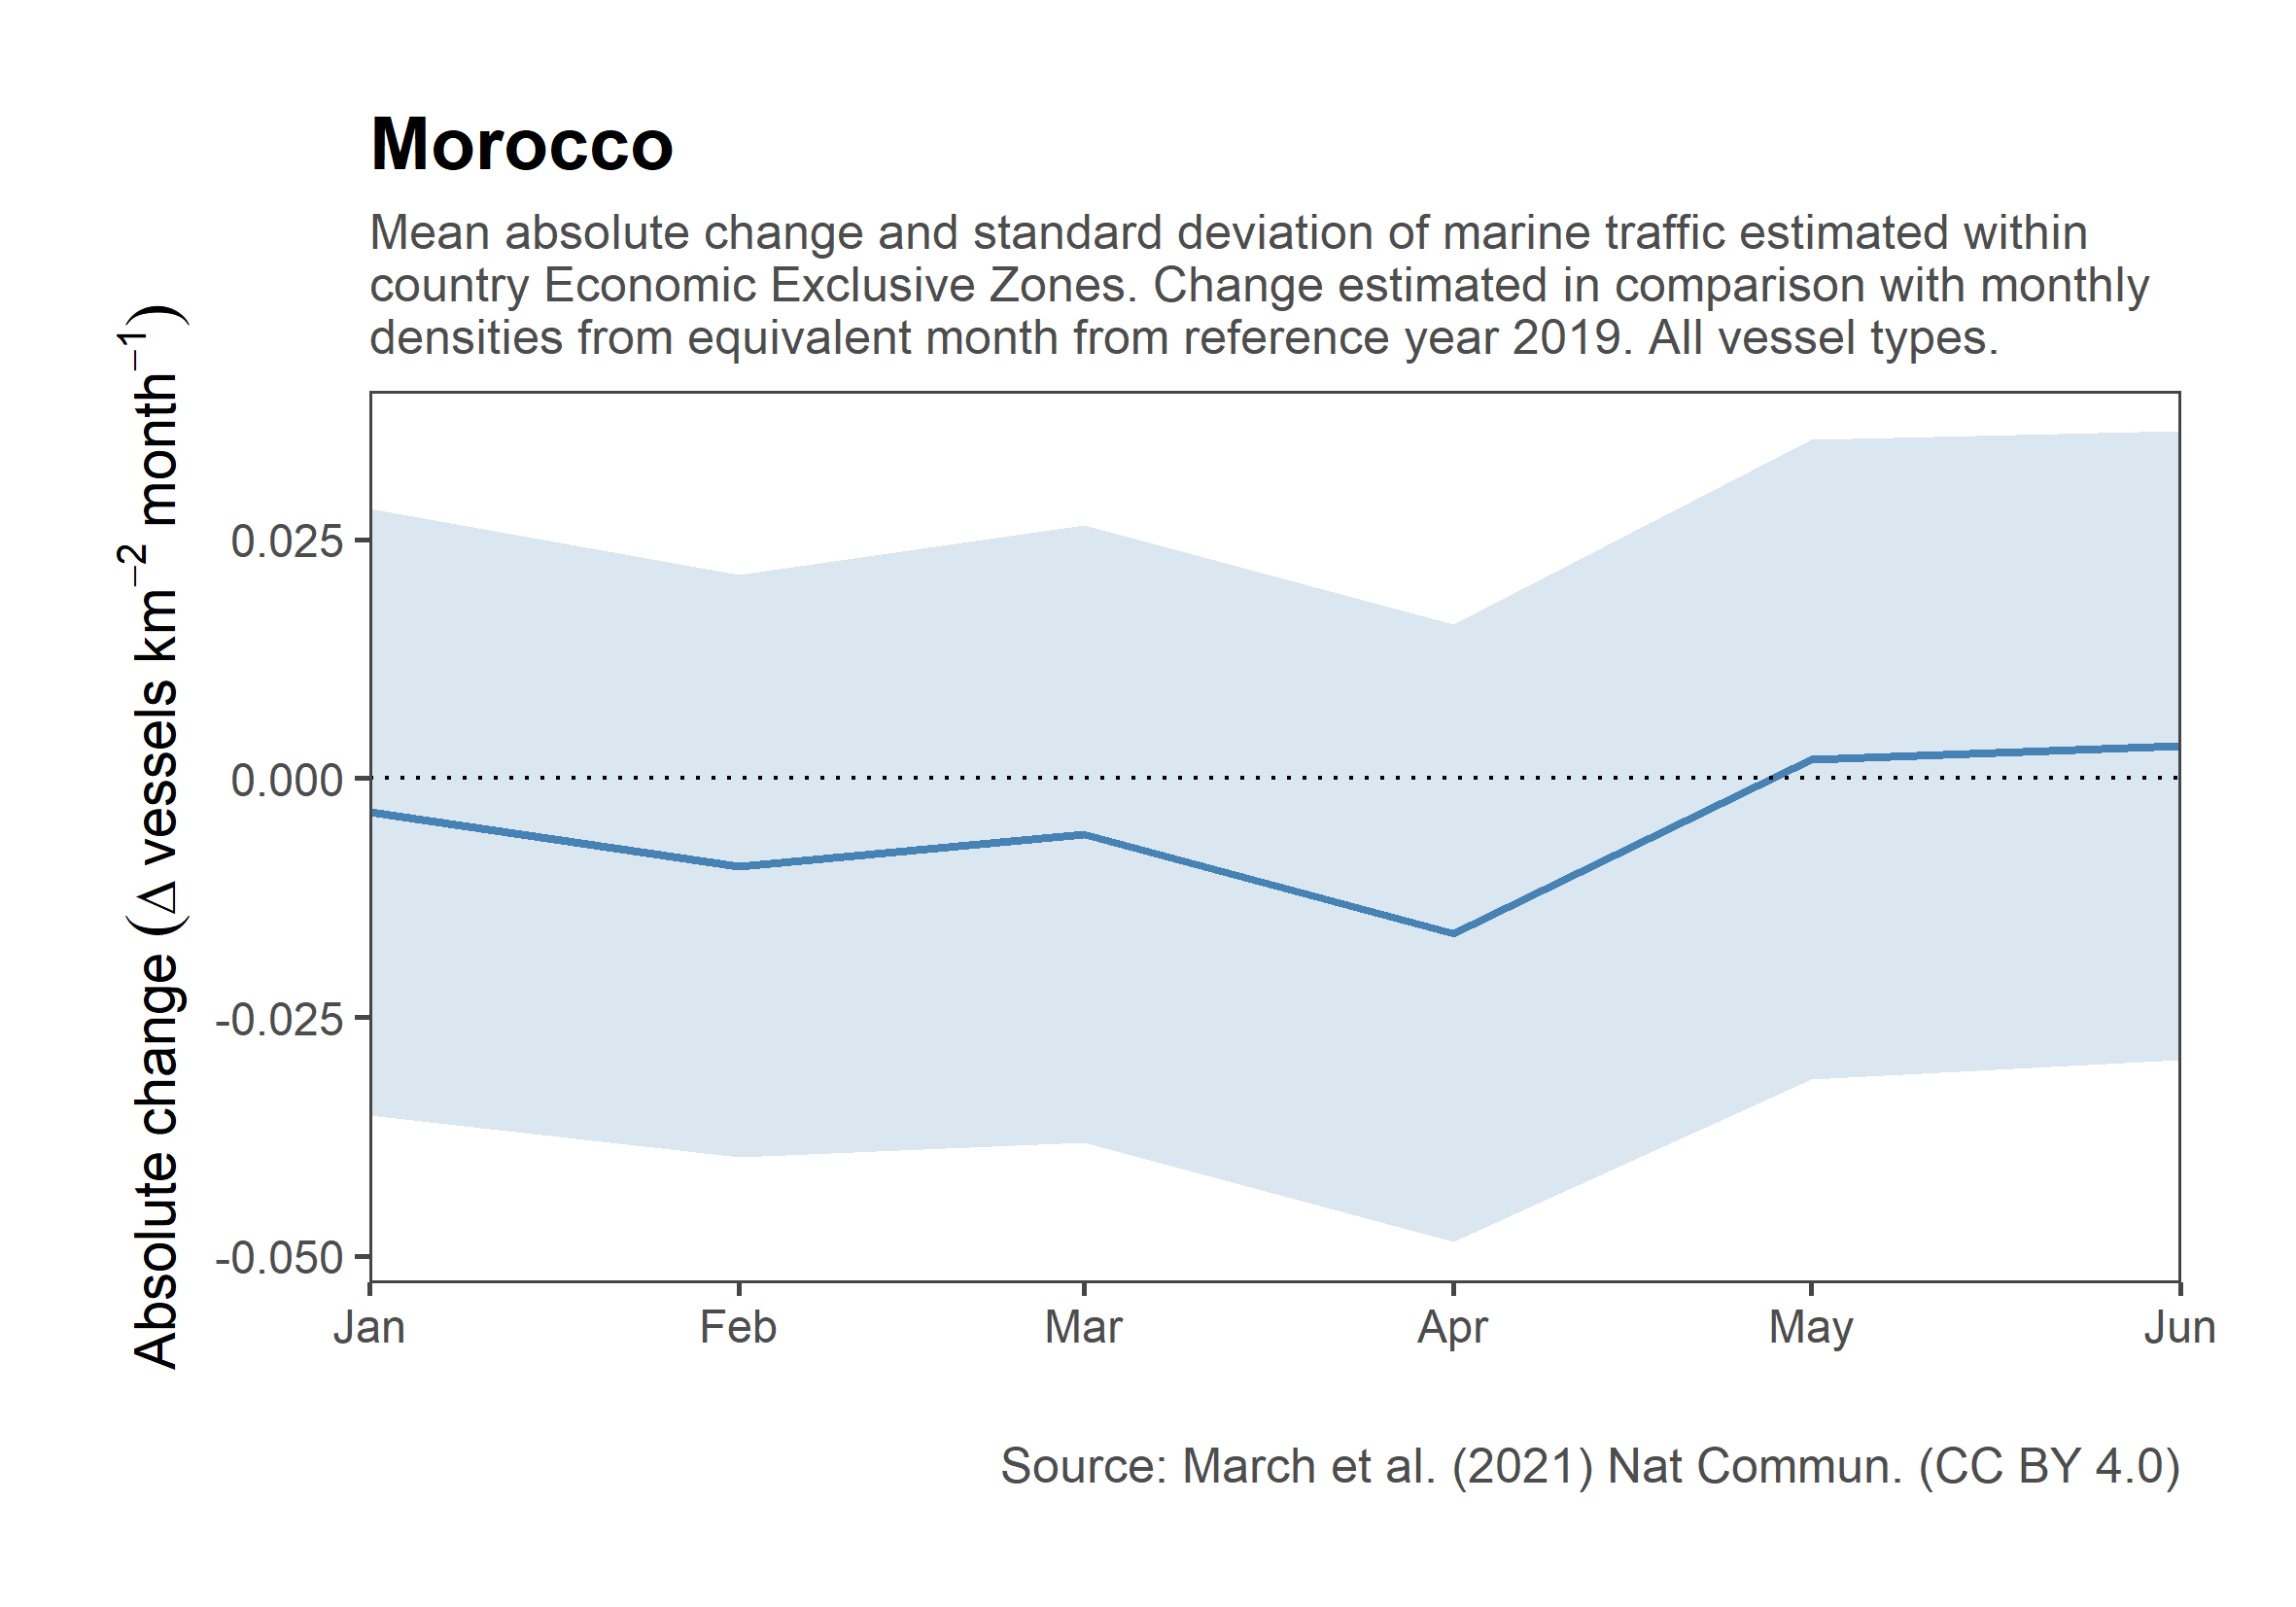 Morocco
Mean absolute change and standard deviation of marine traffic estimated within
country Economic Exclusive Zones. Change estimated in comparison with monthly
densities from equivalent month from reference year 2019. All vessel types.
Absolute change (Δ vessels km⁻² month⁻¹)
0.025
0.000
-0.025
-0.050
Jan Feb Mar Apr May Jun
Source: March et al. (2021) Nat Commun. (CC BY 4.0)